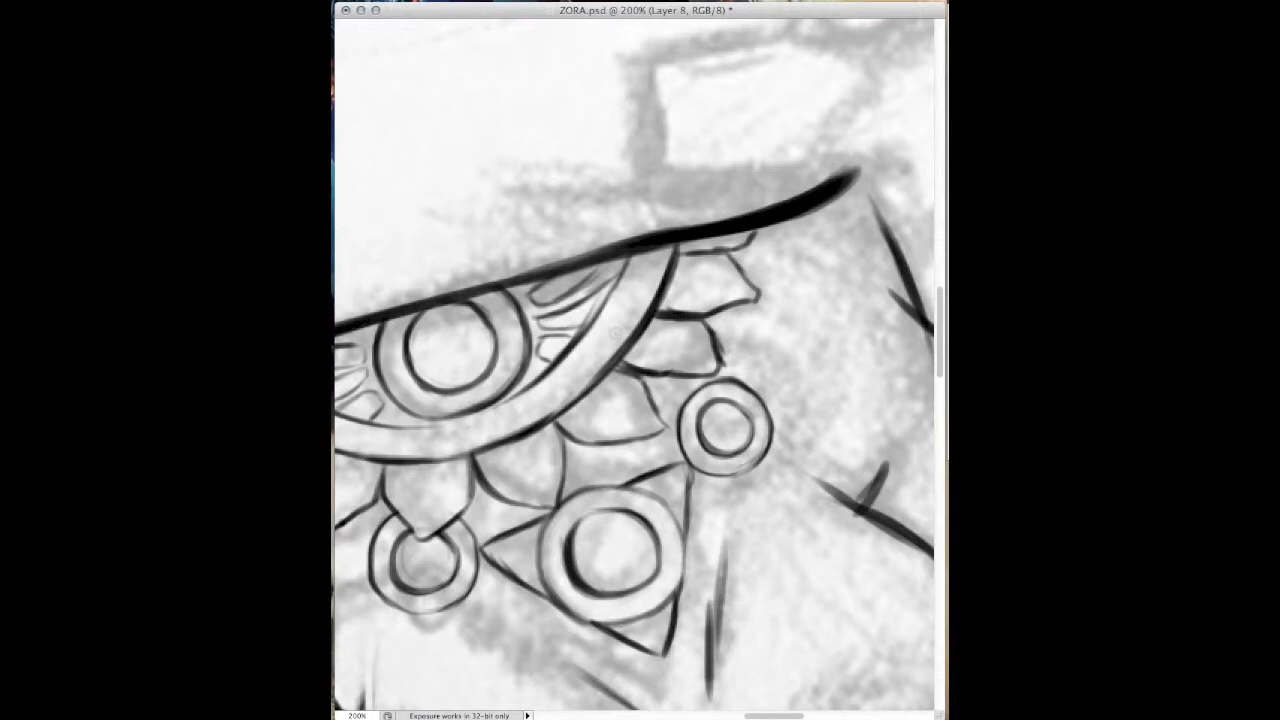 ZORA.psd @ 200% (Layer 8, RGB/8) *
200% Exposure works in 32-bit only